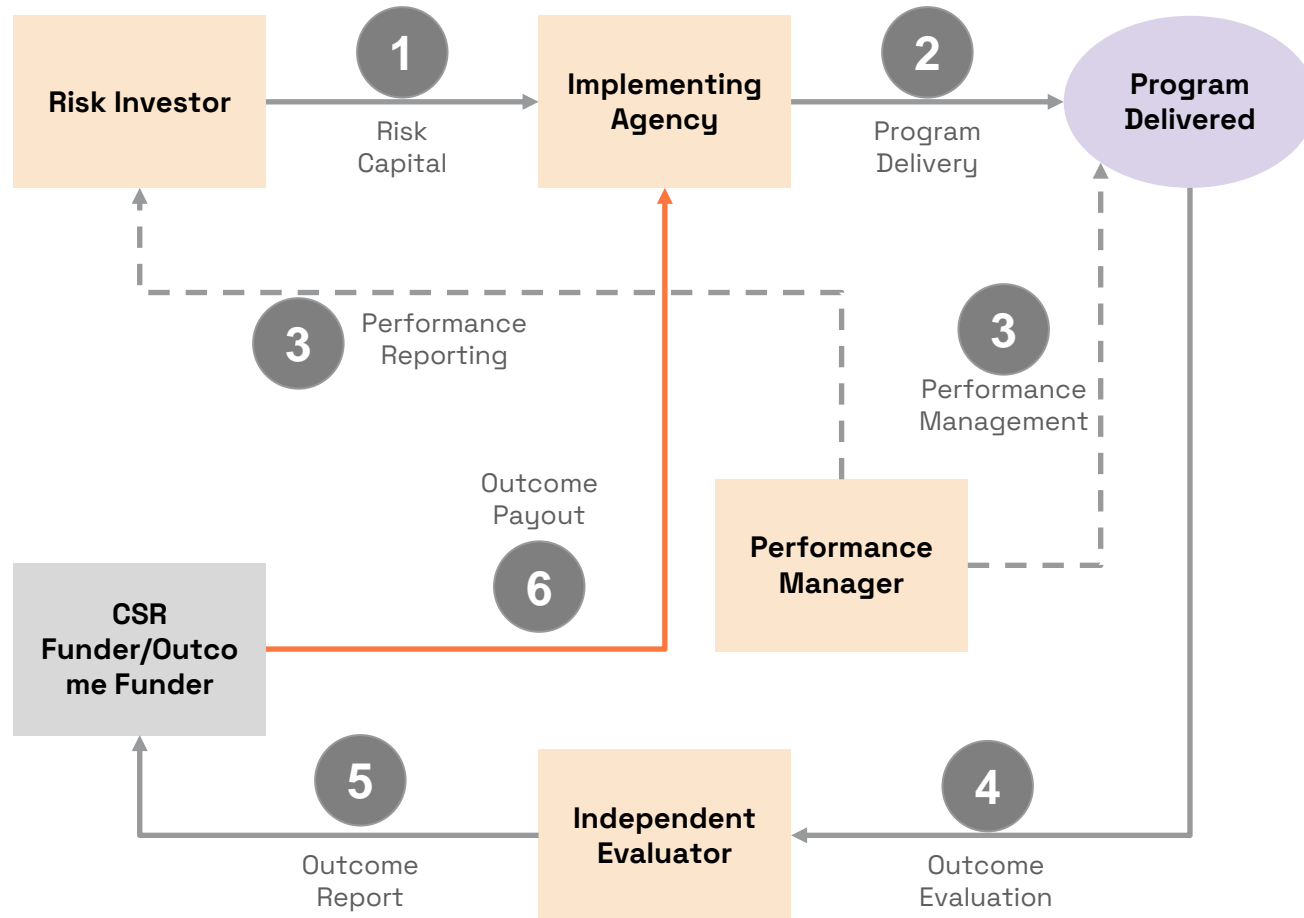 1
2
Risk Investor
Implementing
Agency
Program
Delivered
Risk
Capital
Program
Delivery
3
Performance
Reporting
3
Performance
Management
Outcome
Payout
6
Performance
Manager
CSR
Funder/Outco
me Funder
5
4
Independent
Evaluator
Outcome
Report
Outcome
Evaluation